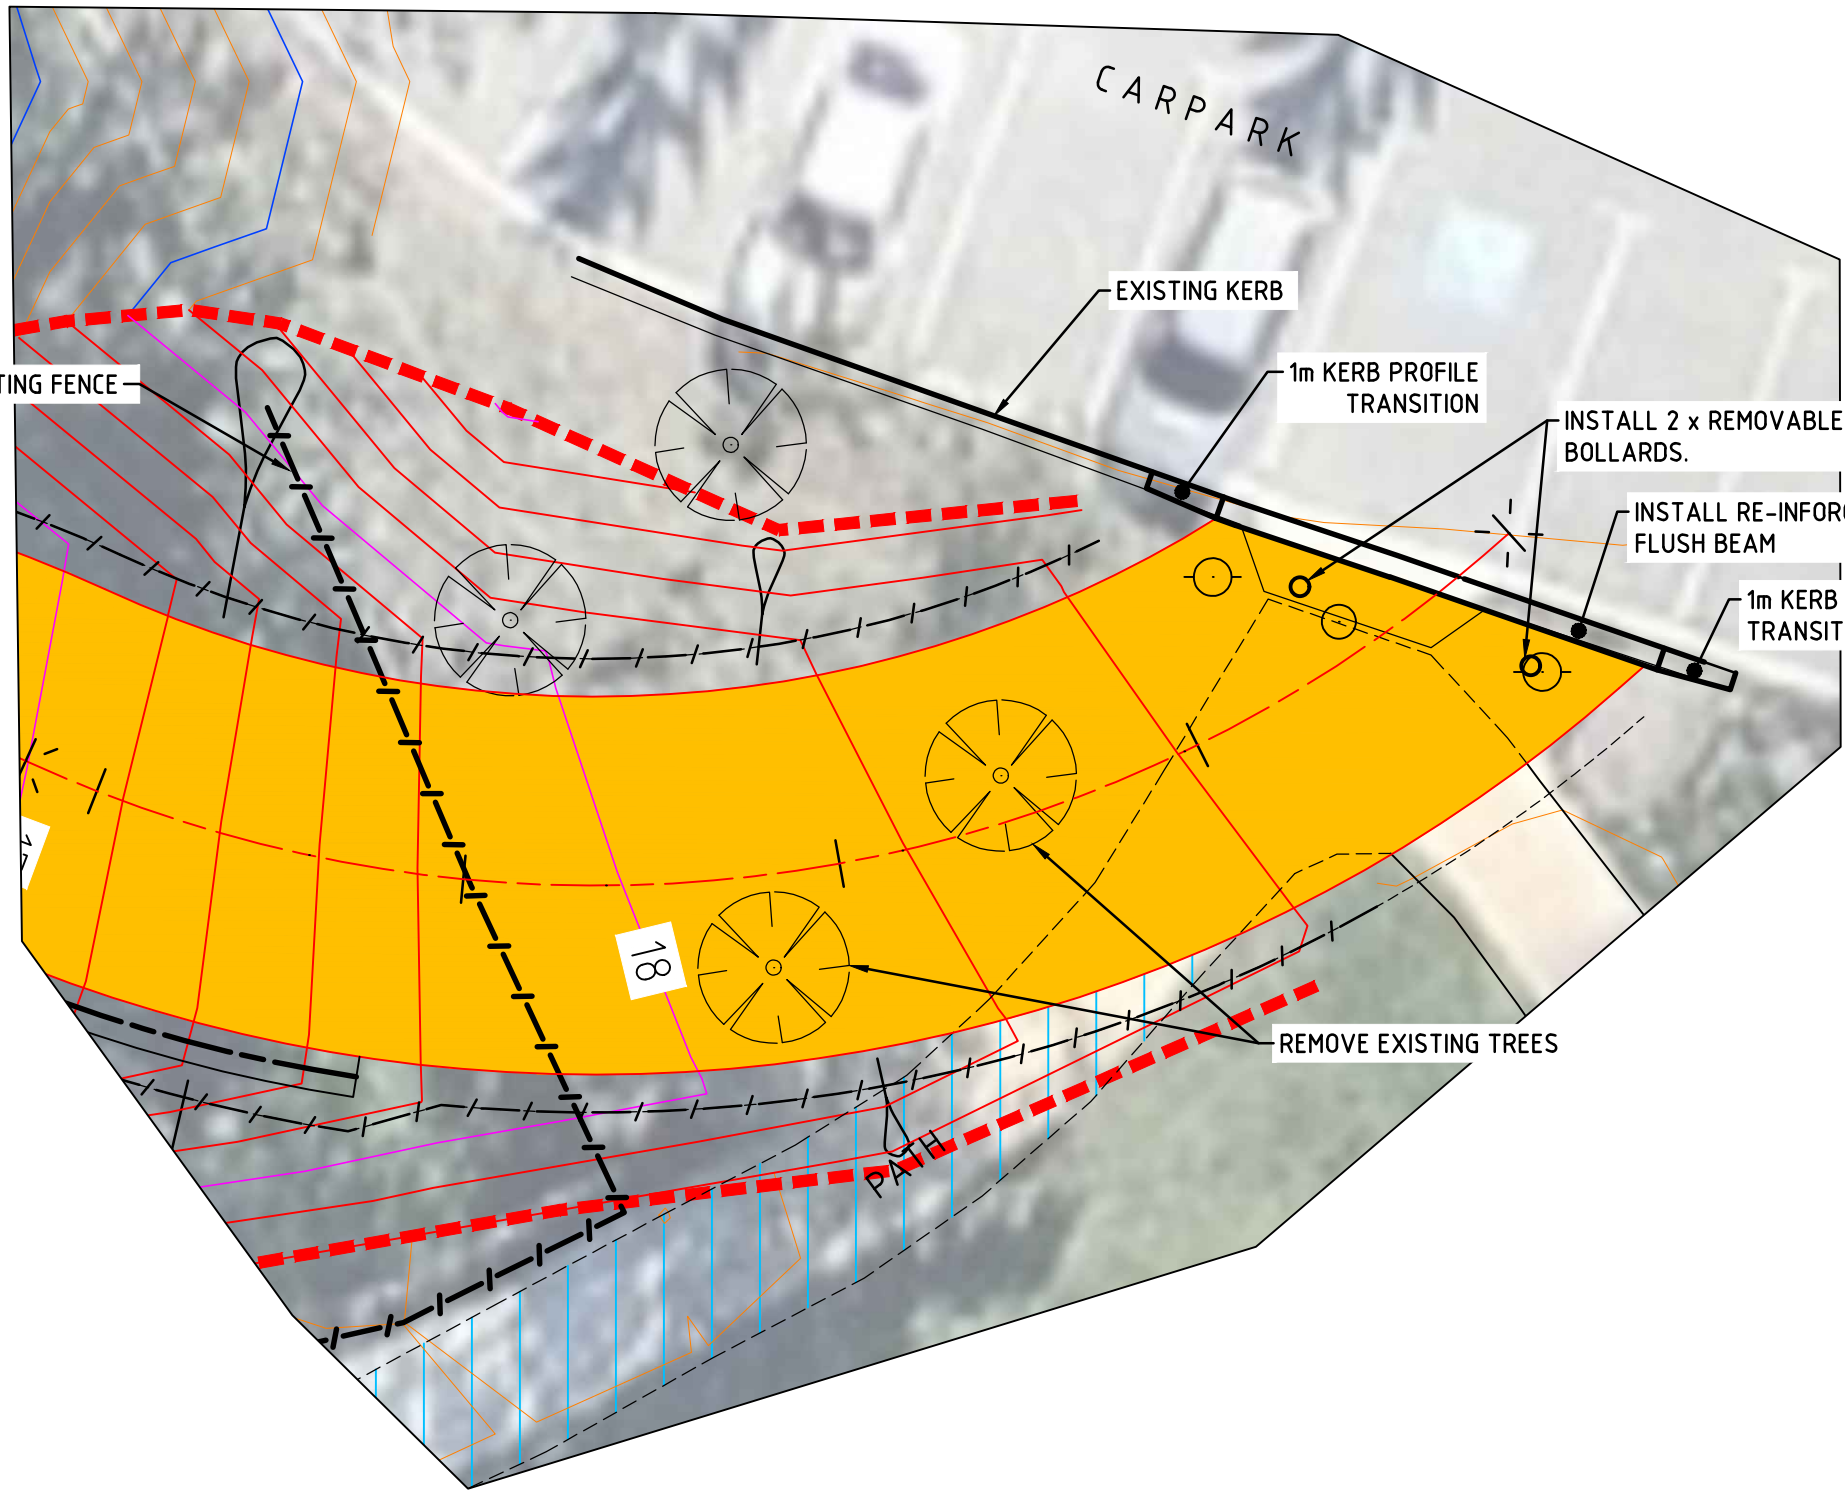 CARPARK
EXISTING KERB
1m KERB PROFILE
TRANSITION
TING FENCE
INSTALL 2 x REMOVABLE
BOLLARDS.
INSTALL RE-INFORC
FLUSH BEAM
1m KERB
TRANSIT
18
REMOVE EXISTING TREES
PATH